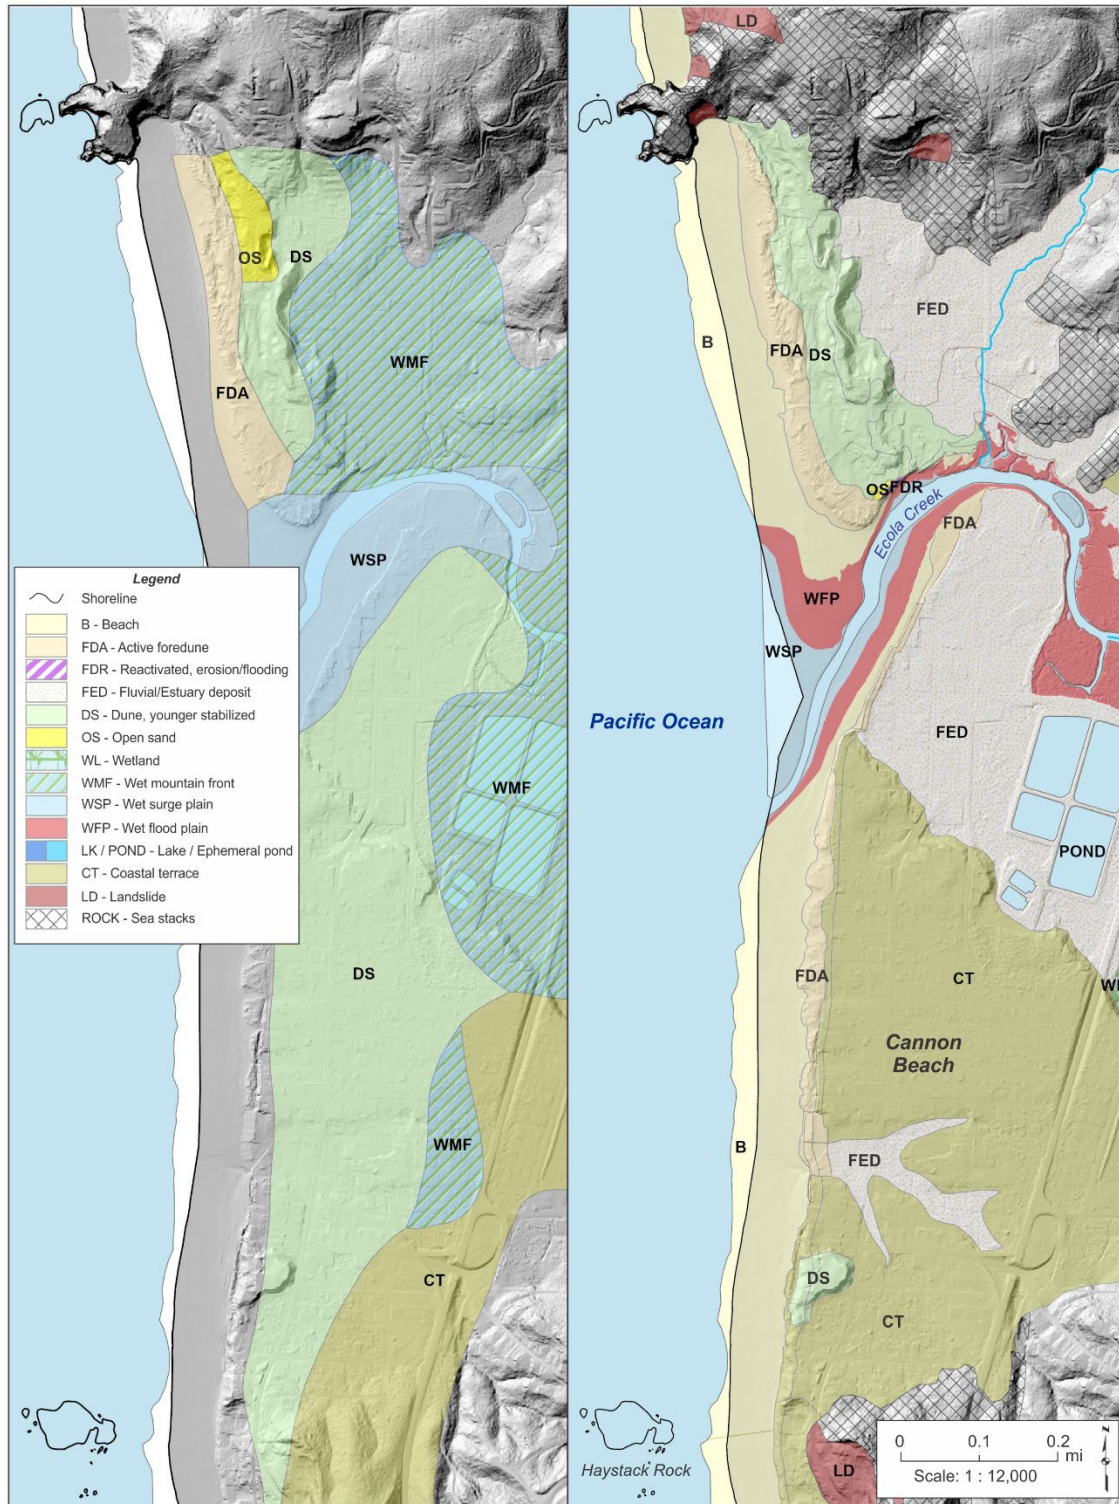 OS
DS
WMF
FDA
WSP
Legend
Shoreline
B - Beach
FDA - Active foredune
FDR - Reactivated, erosion/flooding
FED - Fluvial/Estuary deposit
DS - Dune, younger stabilized
OS - Open sand
WL - Wetland
WMF - Wet mountain front
WSP - Wet surge plain
WFP - Wet flood plain
LK / POND - Lake / Ephemeral pond
CT - Coastal terrace
LD - Landslide
ROCK - Sea stacks
WMF
DS
WMF
CT
LD
FED
B
FDA
DS
OS
FDR
Ecola Creek
FDA
WFP
WSP
Pacific Ocean
FED
POND
FDA
CT
Cannon
Beach
B
FED
DS
CT
LD
Haystack Rock
N
0 0.1 0.2
mi
Scale: 1 : 12,000